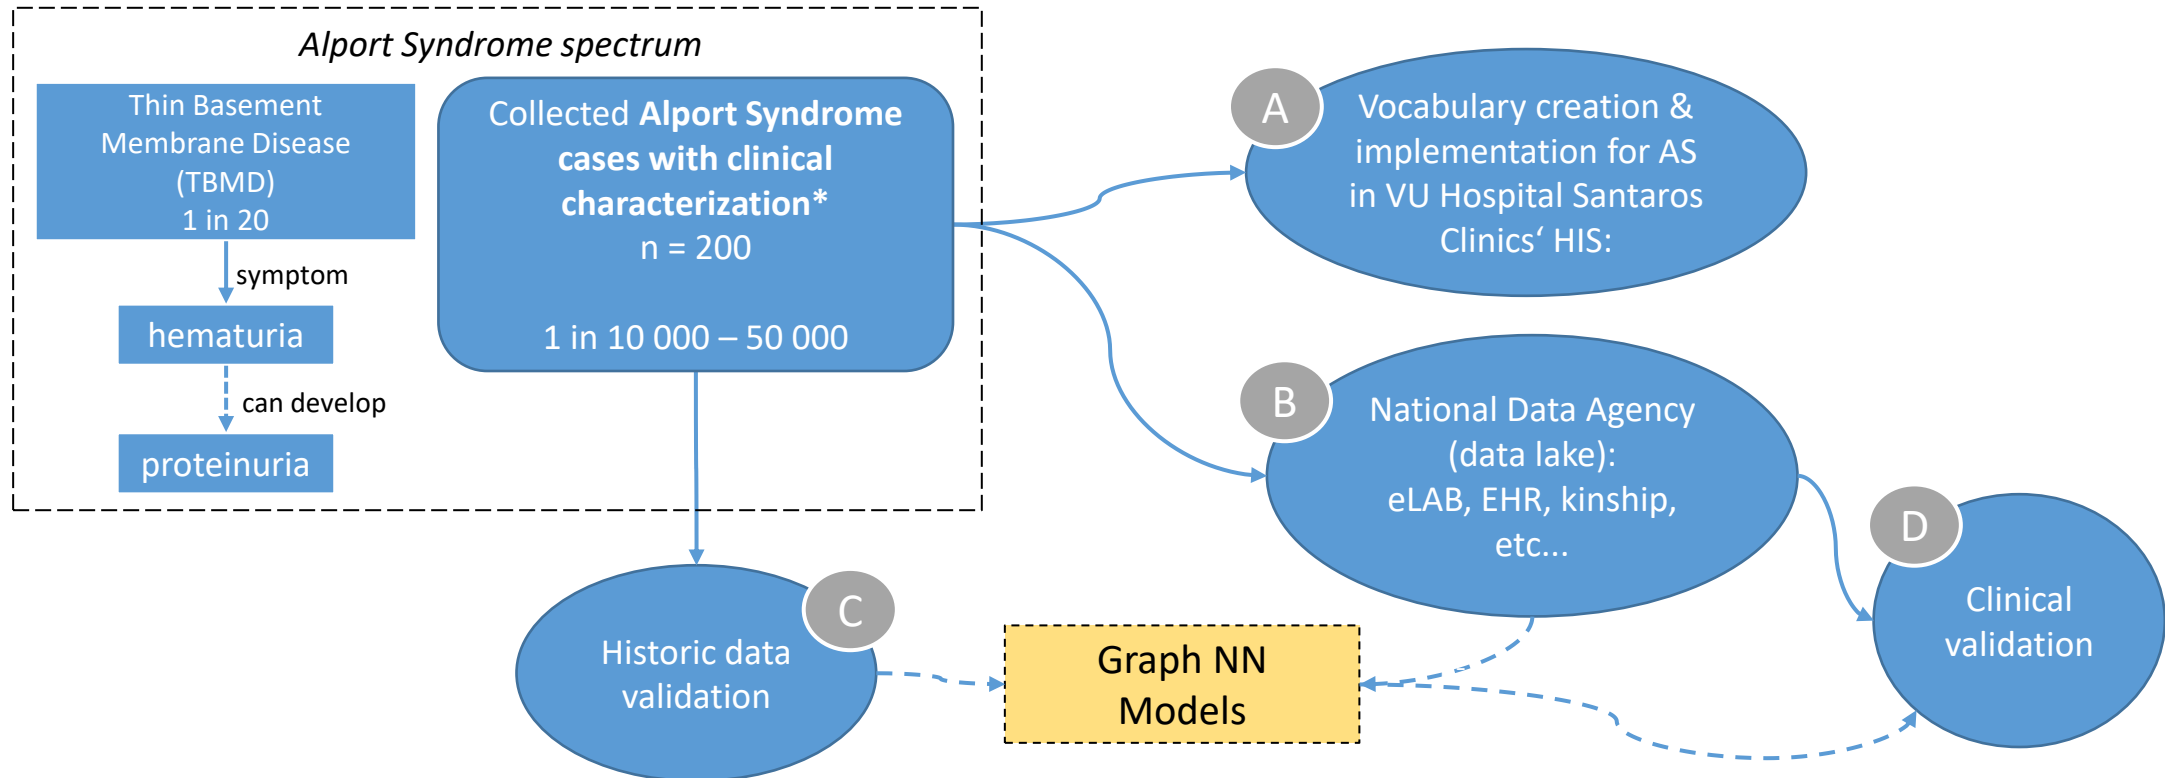 Alport Syndrome spectrum
Thin Basement
Membrane Disease
(TBMD)
1 in 20
symptom
hematuria
can develop
proteinuria
Collected Alport Syndrome
cases with clinical
characterization*
n = 200
1 in 10 000 – 50 000
A
Vocabulary creation &
implementation for AS
in VU Hospital Santaros
Clinics‘ HIS:
B
National Data Agency
(data lake):
eLAB, EHR, kinship,
etc...
C
Historic data
validation
Graph NN
Models
D
Clinical
validation